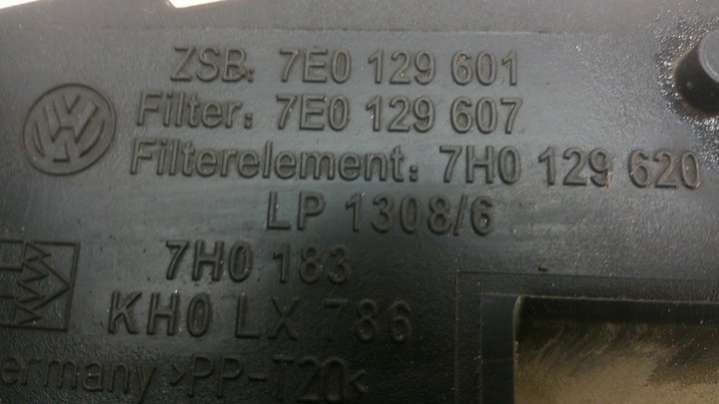 ZSB: 7E0 129 601
Filter: 7E0 129 607
Filterelement: 7H0 129 620
LP 1308/6
7H0 183
KH0 LX 786
ermany >PP-T20<